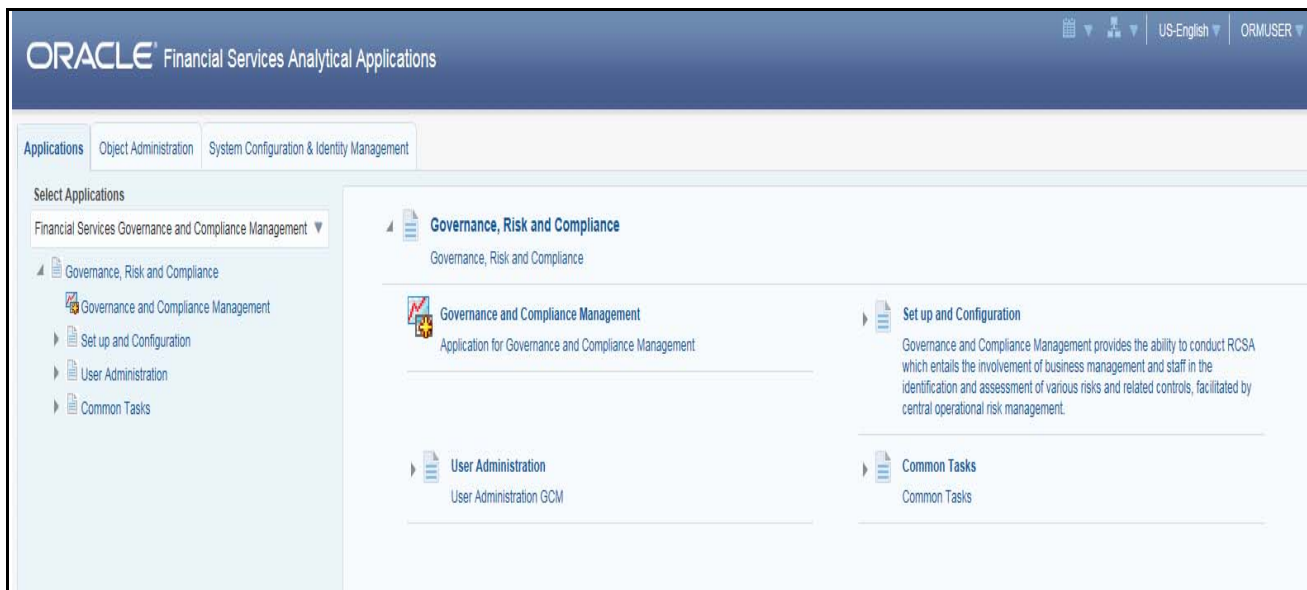 ORACLE® Financial Services Analytical Applications
US-English
ORMUSER
Applications
Object Administration
System Configuration & Identity Management
Select Applications
Financial Services Governance and Compliance Management
Governance, Risk and Compliance
Governance and Compliance Management
Set up and Configuration
User Administration
Common Tasks
Governance, Risk and Compliance
Governance, Risk and Compliance
Governance and Compliance Management
Application for Governance and Compliance Management
Set up and Configuration
Governance and Compliance Management provides the ability to conduct RCSA
which entails the involvement of business management and staff in the
identification and assessment of various risks and related controls, facilitated by
central operational risk management.
User Administration
User Administration GCM
Common Tasks
Common Tasks